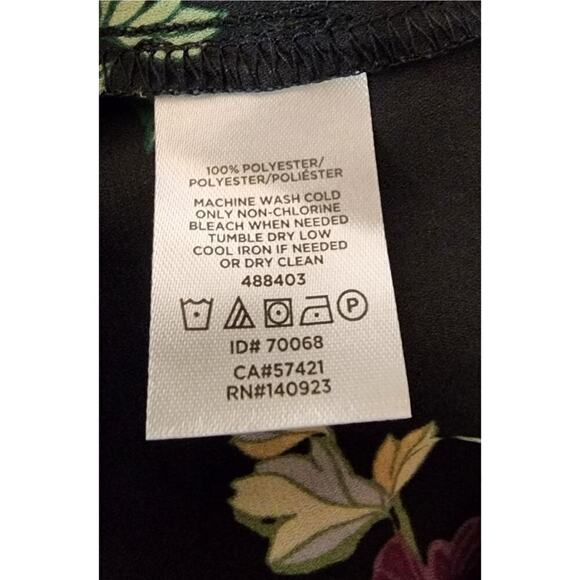 100% POLYESTER/
POLYESTER/POLIÉSTER
MACHINE WASH COLD
ONLY NON-CHLORINE
BLEACH WHEN NEEDED
TUMBLE DRY LOW
COOL IRON IF NEEDED
OR DRY CLEAN
488403
P
ID# 70068
CA#57421
RN#140923